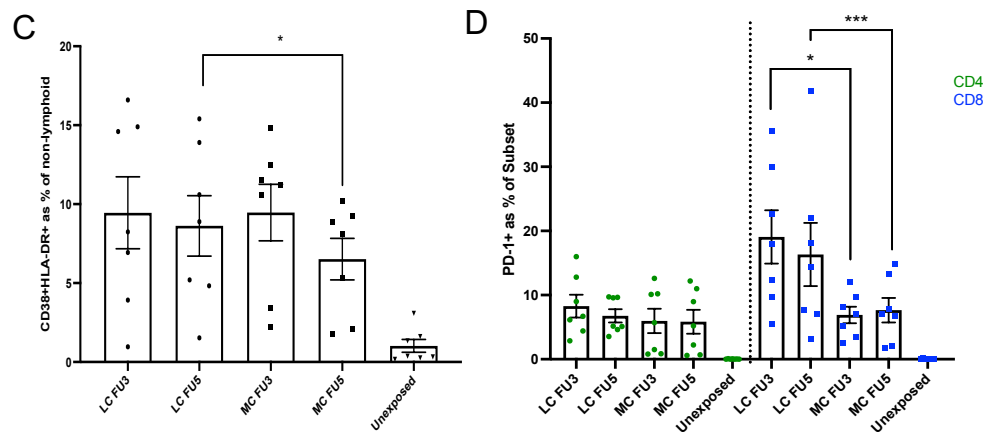 C
CD38+HLA-DR+ as % of non-lymphoid
20
15
10
5
0
*
LC FU3
LC FU5
MC FU3
MC FU5
Unexposed
D
PD-1+ as % of Subset
50
40
30
20
10
0
***
*
CD4
CD8
LC FU3
LC FU5
MC FU3
MC FU5
Unexposed
LC FU3
LC FU5
MC FU3
MC FU5
Unexposed